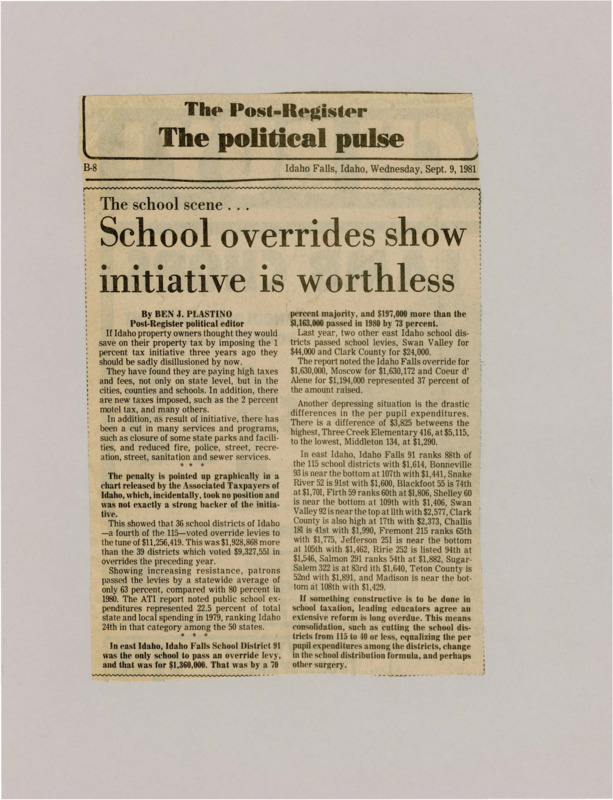 The Post-Register
The political pulse
B-8
Idaho Falls, Idaho, Wednesday, Sept. 9, 1981
The school scene . . .
School overrides show
initiative is worthless
By BEN J. PLASTINO
Post-Register political editor
If Idaho property owners thought they would
save on their property tax by imposing the 1
percent tax initiative three years ago they
should be sadly disillusioned by now.
They have found they are paying high taxes
and fees, not only on state level, but in the
cities, counties and schools. In addition, there
are new taxes imposed, such as the 2 percent
motel tax, and many others.
In addition, as result of initiative, there has
been a cut in many services and programs,
such as closure of some state parks and facili-
ties, and reduced fire, police, street, recre-
ation, street, sanitation and sewer services.
* * *
The penalty is pointed up graphically in a
chart released by the Associated Taxpayers of
Idaho, which, incidentally, took no position and
was not exactly a strong backer of the initia-
tive.
This showed that 36 school districts of Idaho
—a fourth of the 115—voted override levies to
the tune of $11,256,419. This was $1,928,868 more
than the 39 districts which voted $9,327,551 in
overrides the preceding year.
Showing increasing resistance, patrons
passed the levies by a statewide average of
only 63 percent, compared with 80 percent in
1980. The ATI report noted public school ex-
penditures represented 22.5 percent of total
state and local spending in 1979, ranking Idaho
24th in that category among the 50 states.
* * *
In east Idaho, Idaho Falls School District 91
was the only school to pass an override levy,
and that was for $1,360,000. That was by a 70
percent majority, and $197,000 more than the
$1,163,000 passed in 1980 by 73 percent.
Last year, two other east Idaho school dis-
tricts passed school levies, Swan Valley for
$44,000 and Clark County for $24,000.
The report noted the Idaho Falls override for
$1,630,000, Moscow for $1,630,172 and Coeur d'
Alene for $1,194,000 represented 37 percent of
the amount raised.
Another depressing situation is the drastic
differences in the per pupil expenditures.
There is a difference of $3,825 betweens the
highest, Three Creek Elementary 416, at $5,115,
to the lowest, Middleton 134, at $1,290.
In east Idaho, Idaho Falls 91 ranks 88th of
the 115 school districts with $1,614, Bonneville
93 is near the bottom at 107th with $1,441, Snake
River 52 is 91st with $1,600, Blackfoot 55 is 74th
at $1,701, Firth 59 ranks 60th at $1,806, Shelley 60
is near the bottom at 109th with $1,406, Swan
Valley 92 is near the top at 11th with $2,577, Clark
County is also high at 17th with $2,373, Challis
181 is 41st with $1,990, Fremont 215 ranks 65th
with $1,775, Jefferson 251 is near the bottom
at 105th with $1,462, Ririe 252 is listed 94th at
$1,546, Salmon 291 ranks 54th at $1,882, Sugar-
Salem 322 is at 83rd ith $1,640, Teton County is
52nd with $1,891, and Madison is near the bot-
tom at 108th with $1,429.
If something constructive is to be done in
school taxation, leading educators agree an
extensive reform is long overdue. This means
consolidation, such as cutting the school dis-
tricts from 115 to 40 or less, equalizing the per
pupil expenditures among the districts, change
in the school distribution formula, and perhaps
other surgery.